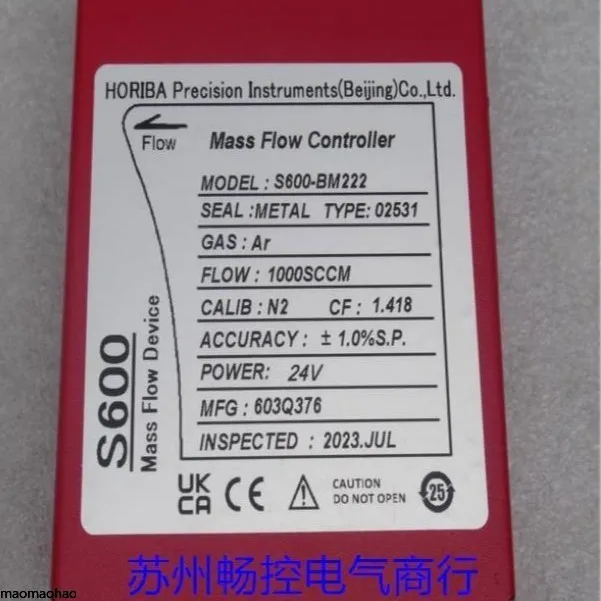 HORIBA Precision Instruments(Beijing)Co.,Ltd.
Flow
Mass Flow Controller
MODEL : S600-BM222
SEAL :METAL TYPE: 02531
GAS : Ar
FLOW : 1000SCCM
CALIB : N2 CF : 1.418
ACCURACY : ± 1.0%S.P.
POWER: 24V
MFG : 603Q376
INSPECTED : 2023.JUL
S600
Mass Flow Device
UK
CA
CE
CAUTION
DO NOT OPEN
25
苏州畅控电气商行
maomaohao